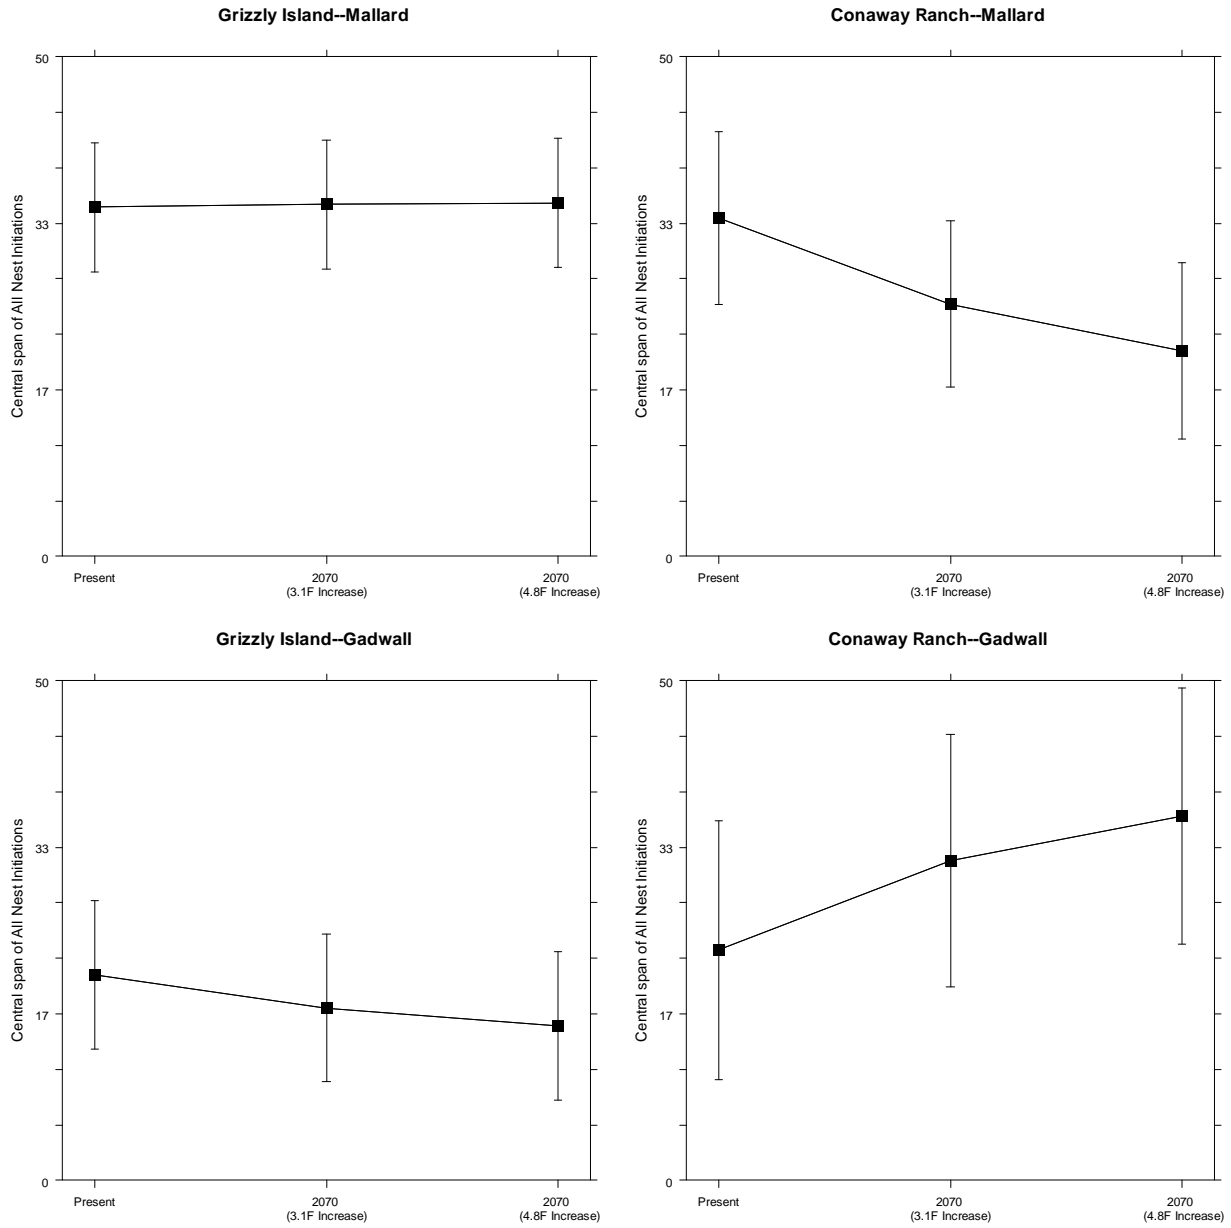 Grizzly Island--Mallard
Central span of All Nest Initiations
50
33
17
0
Present
2070
(3.1F Increase)
2070
(4.8F Increase)
Conaway Ranch--Mallard
Central span of All Nest Initiations
50
33
17
0
Present
2070
(3.1F Increase)
2070
(4.8F Increase)
Grizzly Island--Gadwall
Central span of All Nest Initiations
50
33
17
0
Present
2070
(3.1F Increase)
2070
(4.8F Increase)
Conaway Ranch--Gadwall
Central span of All Nest Initiations
50
33
17
0
Present
2070
(3.1F Increase)
2070
(4.8F Increase)